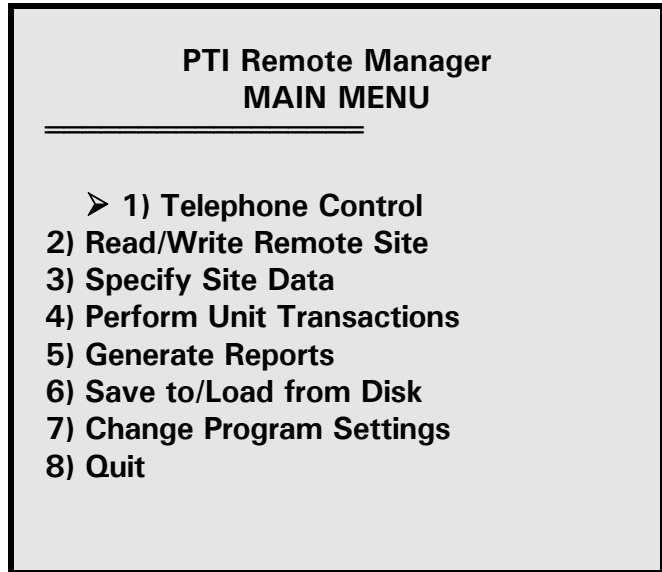 PTI Remote Manager
MAIN MENU
➢ 1) Telephone Control
2) Read/Write Remote Site
3) Specify Site Data
4) Perform Unit Transactions
5) Generate Reports
6) Save to/Load from Disk
7) Change Program Settings
8) Quit